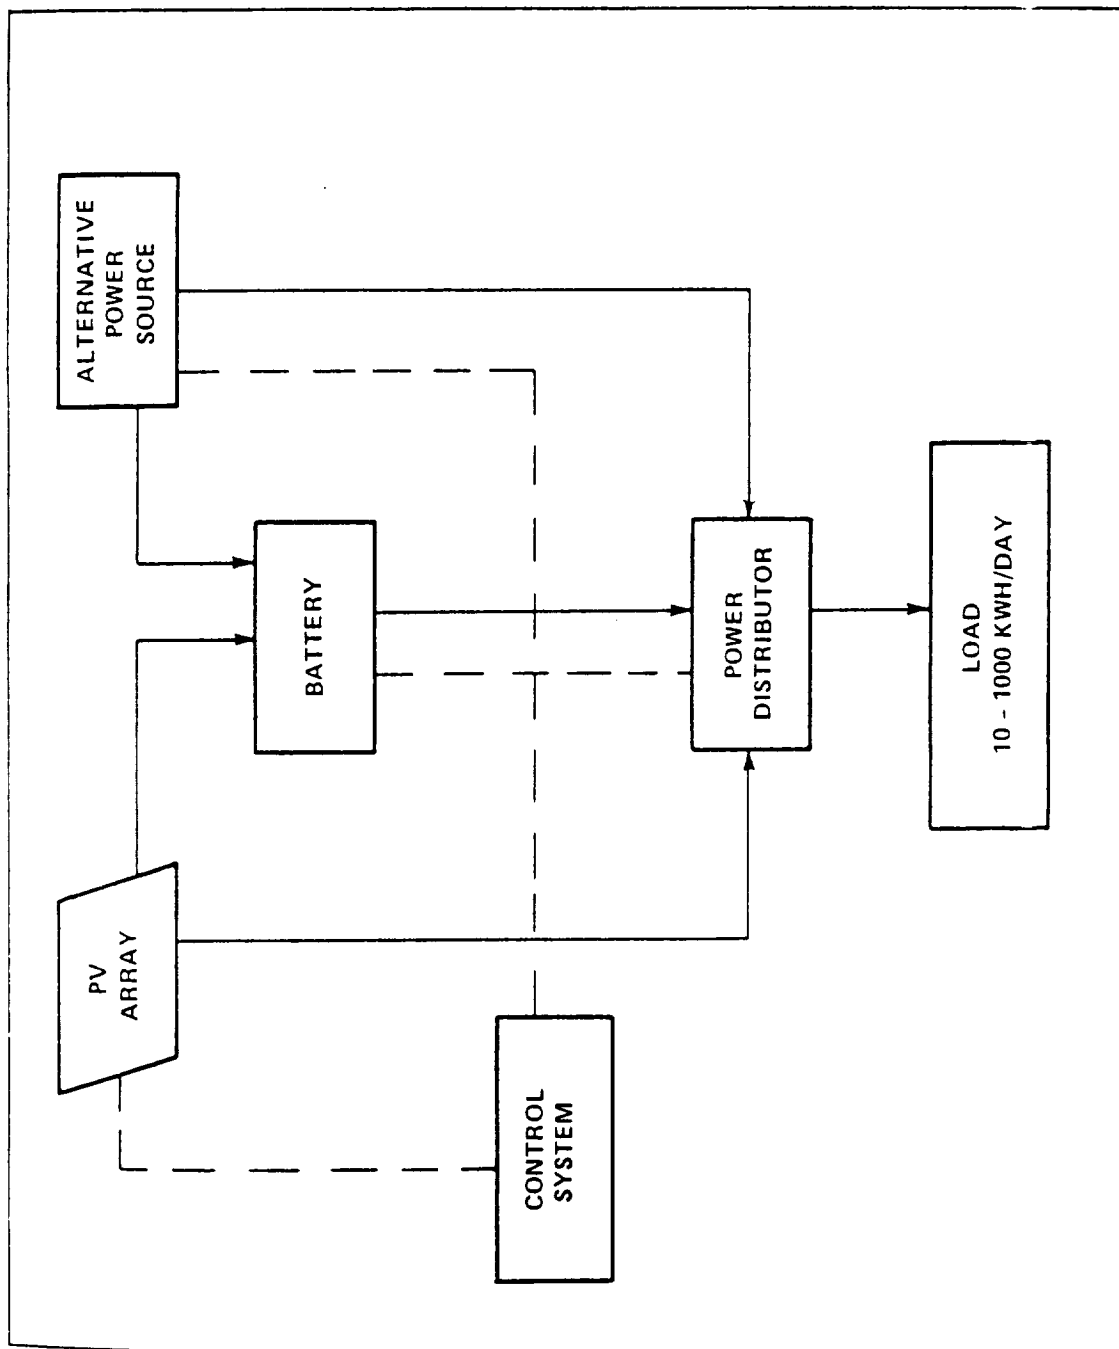 PV
ARRAY
ALTERNATIVE
POWER
SOURCE
BATTERY
CONTROL
SYSTEM
POWER
DISTRIBUTOR
LOAD
10 - 1000 KWH/DAY